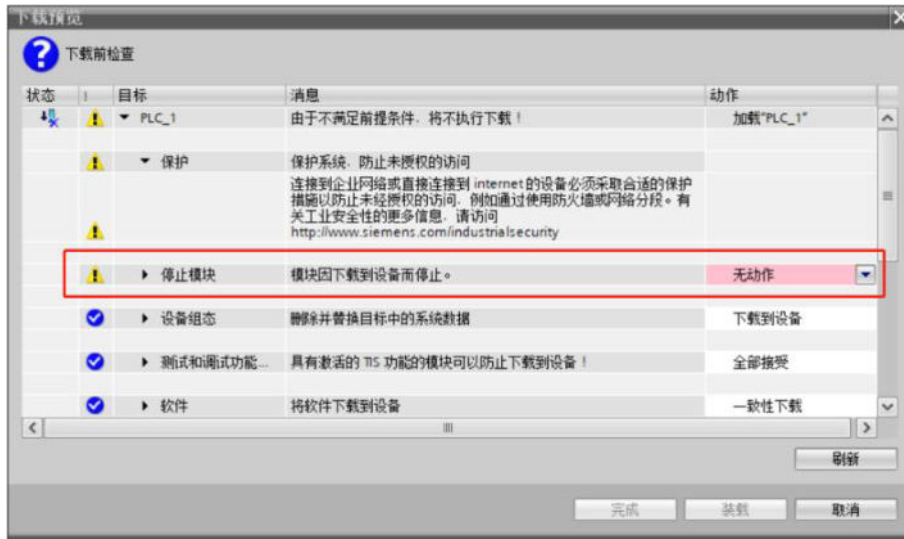 下载预览
下载前检查
状态 ! 目标 消息 动作
PLC_1 由于不满足前提条件，将不执行下载！ 加载"PLC_1"
保护 保护系统，防止未授权的访问
连接到企业网络或直接连接到 internet 的设备必须采取合适的保护
措施以防止未经授权的访问，例如通过使用防火墙或网络分段。有
关工业安全性的更多信息，请访问
http://www.siemens.com/industrialsecurity
停止模块 模块因下载到设备而停止。 无动作
设备组态 删除并替换目标中的系统数据 下载到设备
测试和调试功能... 具有激活的 TIS 功能的模块可以防止下载到设备！ 全部接受
软件 将软件下载到设备 一致性下载
刷新
完成 装载 取消